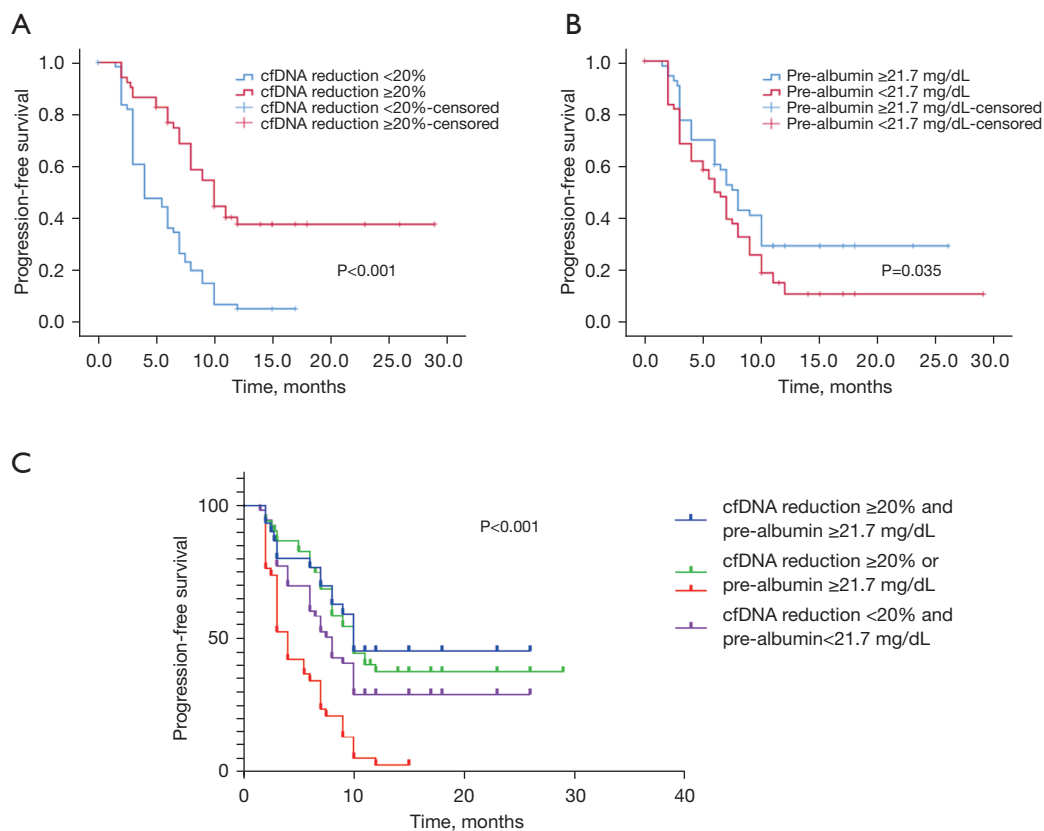 A
Progression-free survival
1.0
0.8
0.6
0.4
0.2
0.0
cfDNA reduction <20%
cfDNA reduction ≥20%
cfDNA reduction <20%-censored
cfDNA reduction ≥20%-censored
P<0.001
0.0 5.0 10.0 15.0 20.0 25.0 30.0
Time, months
B
Progression-free survival
1.0
0.8
0.6
0.4
0.2
0.0
Pre-albumin ≥21.7 mg/dL
Pre-albumin <21.7 mg/dL
Pre-albumin ≥21.7 mg/dL-censored
Pre-albumin <21.7 mg/dL-censored
P=0.035
0.0 5.0 10.0 15.0 20.0 25.0 30.0
Time, months
C
Progression-free survival
100
50
0
P<0.001
0 10 20 30 40
Time, months
cfDNA reduction ≥20% and
pre-albumin ≥21.7 mg/dL
cfDNA reduction ≥20% or
pre-albumin ≥21.7 mg/dL
cfDNA reduction <20% and
pre-albumin<21.7 mg/dL